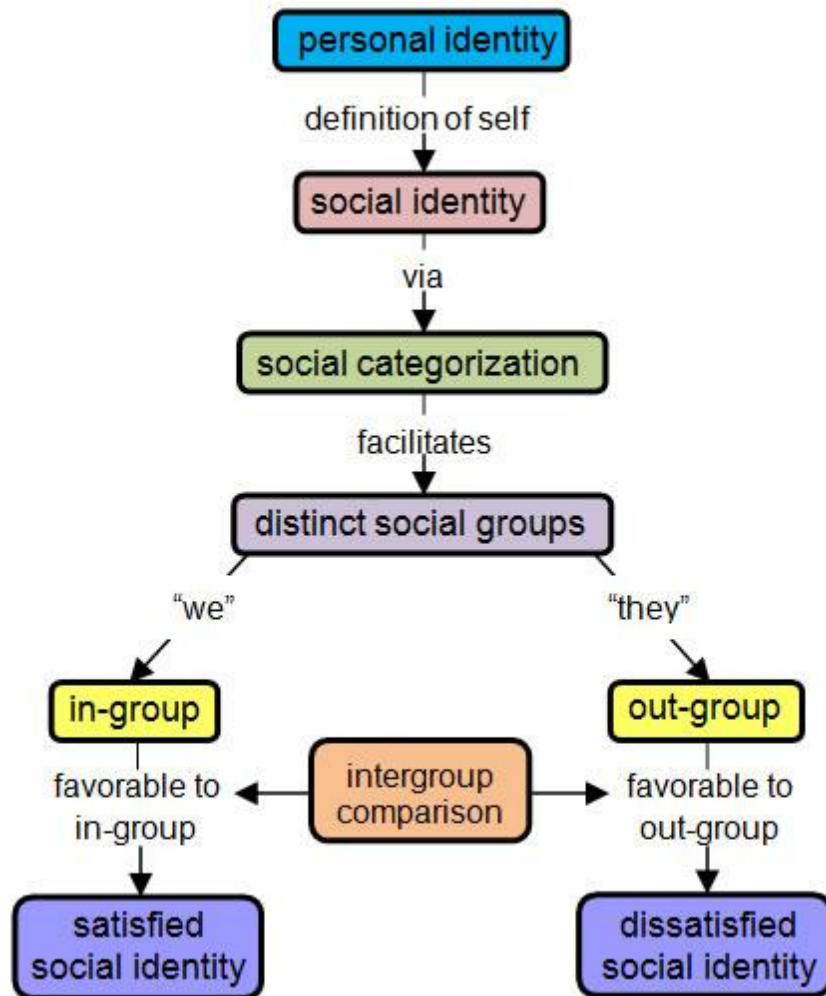 personal identity
definition of self
social identity
via
social categorization
facilitates
distinct social groups
“we”
“they”
in-group
out-group
favorable to
in-group
intergroup
comparison
favorable to
out-group
satisfied
social identity
dissatisfied
social identity